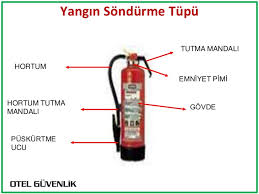 Yangın Söndürme Tüpü
TUTMA MANDALI
HORTUM
EMNİYET PİMİ
HORTUM TUTMA
MANDALI
GÖVDE
PÜSKÜRTME
UCU
OTEL GÜVENLİK